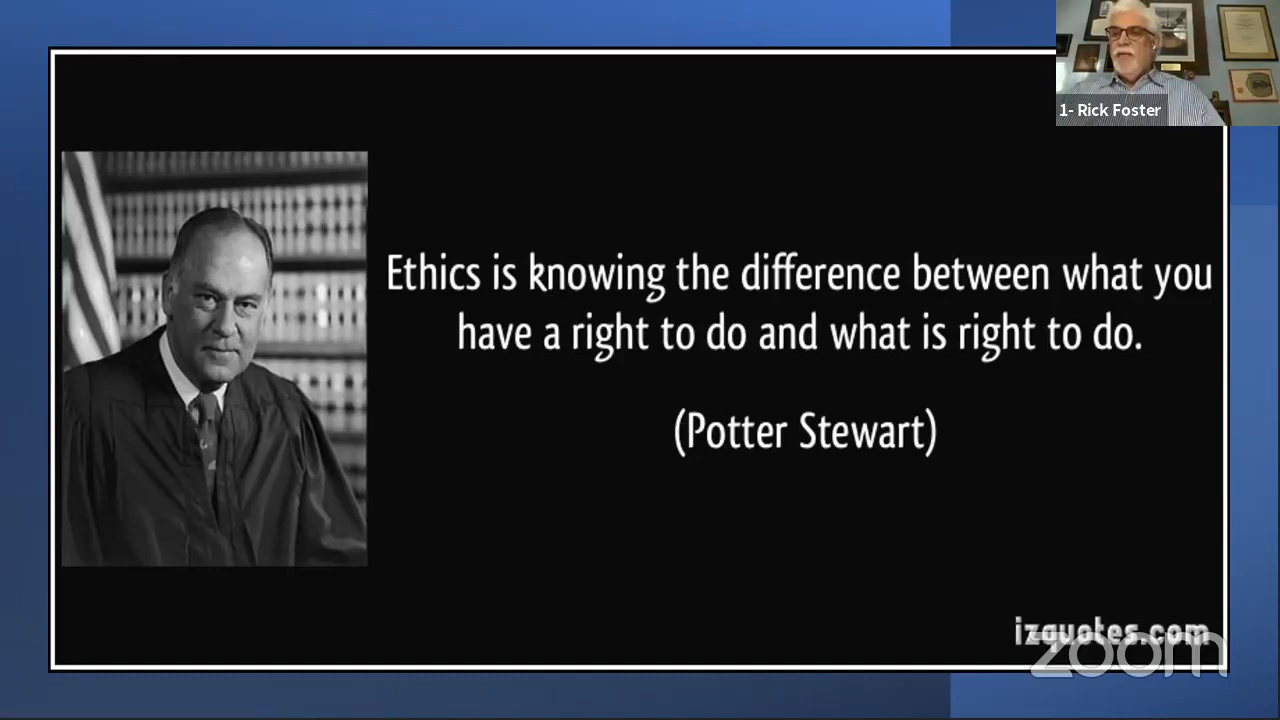 1- Rick Foster
Ethics is knowing the difference between what you
have a right to do and what is right to do.
(Potter Stewart)
izquotes.com
zoom